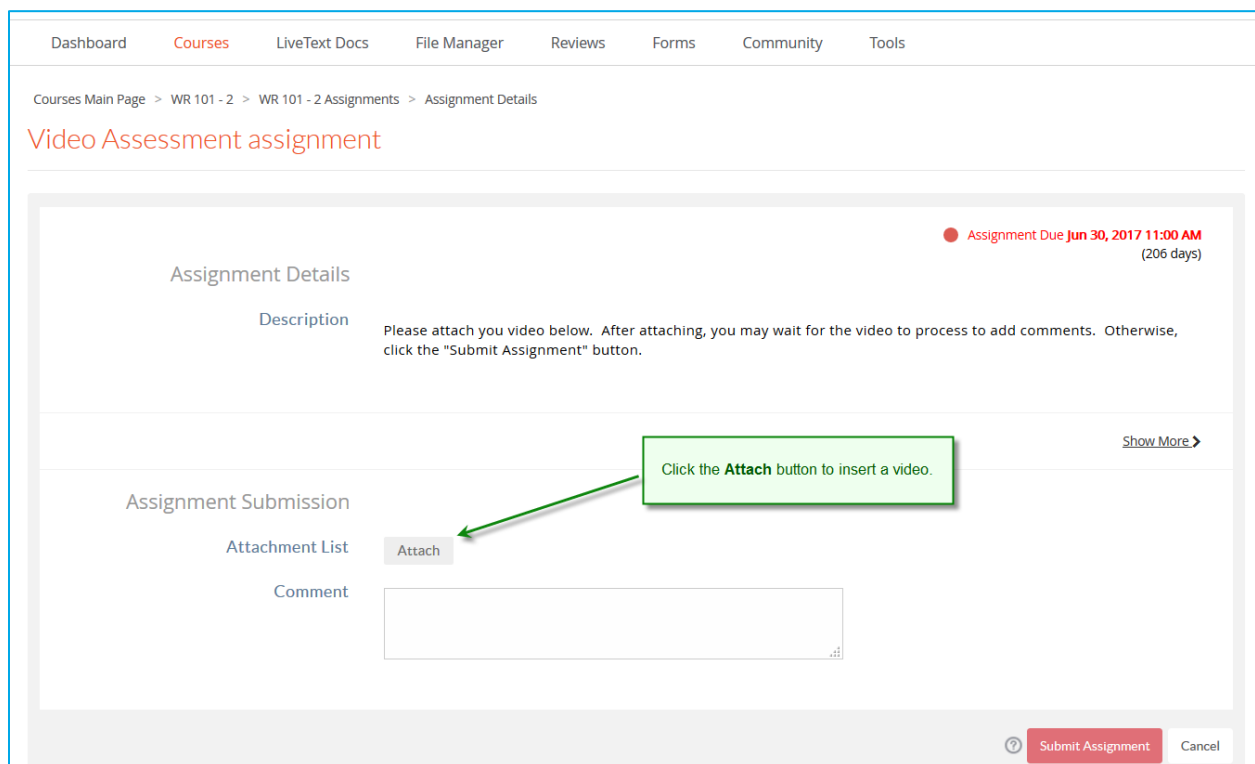 Dashboard Courses LiveText Docs File Manager Reviews Forms Community Tools
Courses Main Page > WR 101 - 2 > WR 101 - 2 Assignments > Assignment Details
Video Assessment assignment
Assignment Due Jun 30, 2017 11:00 AM
(206 days)
Assignment Details
Description
Please attach you video below. After attaching, you may wait for the video to process to add comments. Otherwise,
click the "Submit Assignment" button.
Show More
Click the Attach button to insert a video.
Assignment Submission
Attachment List Attach
Comment
? Submit Assignment Cancel